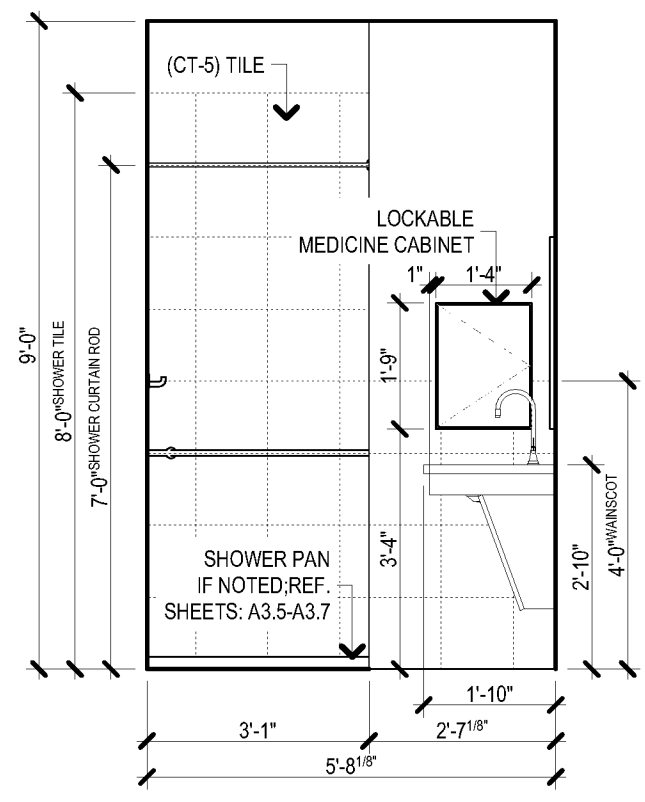 (CT-5) TILE
LOCKABLE
MEDICINE CABINET
1" 1'-4"
9'-0"
8'-0" SHOWER TILE
7'-0" SHOWER CURTAIN ROD
1'-9"
3'-4"
SHOWER PAN
IF NOTED;REF.
SHEETS: A3.5-A3.7
2'-10"
4'-0" WAINSCOT
1'-10"
3'-1" 2'-7 1/8"
5'-8 1/8"